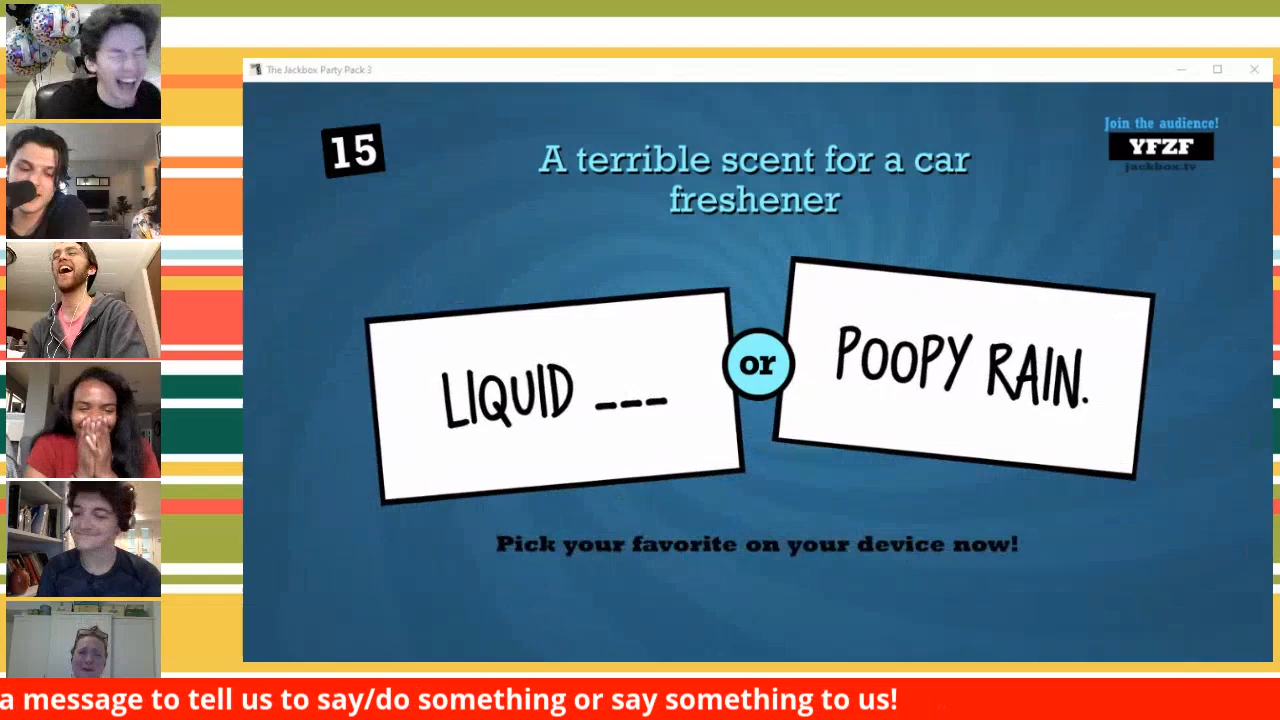 18
The Jackbox Party Pack 3
15
A terrible scent for a car
freshener
Join the audience!
YFZF
jackbox.tv
LIQUID ___
or
POOPY RAIN.
Pick your favorite on your device now!
a message to tell us to say/do something or say something to us!